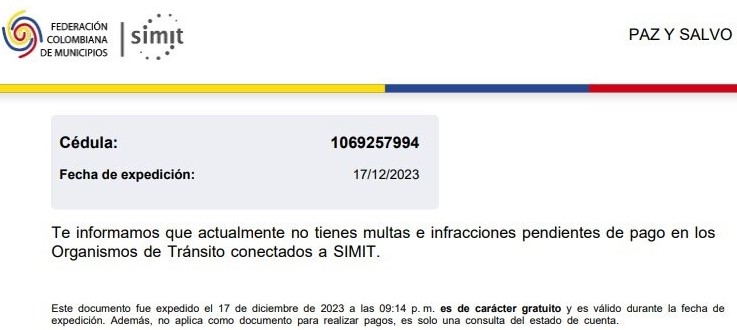 FEDERACIÓN
COLOMBIANA
DE MUNICIPIOS
simit
PAZ Y SALVO
Cédula: 1069257994
Fecha de expedición: 17/12/2023
Te informamos que actualmente no tienes multas e infracciones pendientes de pago en los
Organismos de Tránsito conectados a SIMIT.
Este documento fue expedido el 17 de diciembre de 2023 a las 09:14 p. m. es de carácter gratuito y es válido durante la fecha de
expedición. Además, no aplica como documento para realizar pagos, es solo una consulta del estado de cuenta.